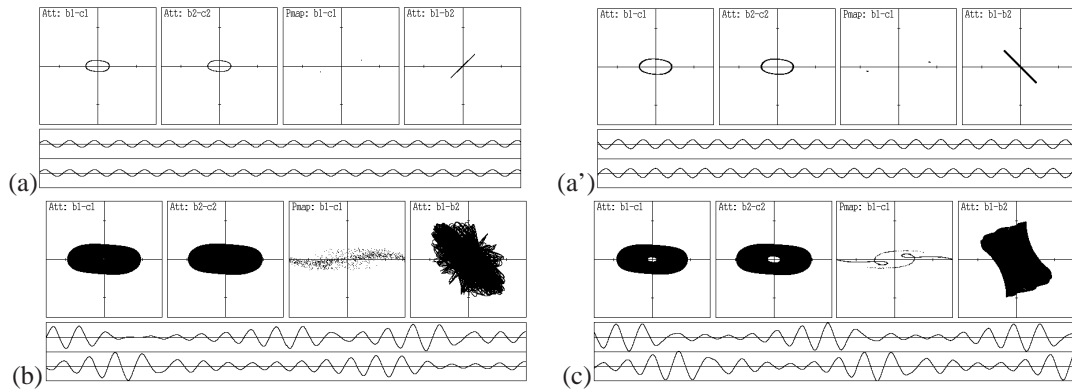 Att: b1-c1
Att: b2-c2
Pmap: b1-c1
Att: b1-b2
(a)
Att: b1-c1
Att: b2-c2
Pmap: b1-c1
Att: b1-b2
(a')
Att: b1-c1
Att: b2-c2
Pmap: b1-c1
Att: b1-b2
(b)
Att: b1-c1
Att: b2-c2
Pmap: b1-c1
Att: b1-b2
(c)